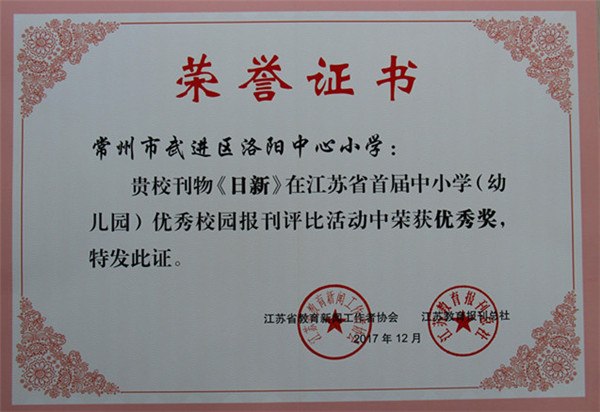 荣誉证书
常州市武进区洛阳中心小学：
贵校刊物《日新》在江苏省首届中小学（幼
儿园）优秀校园报刊评比活动中荣获优秀奖，
特发此证。
江苏省教育新闻工作者协会 江苏教育报刊总社
2017年12月